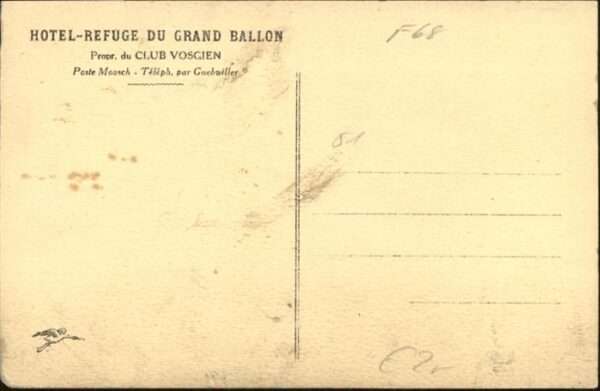 HOTEL-REFUGE DU GRAND BALLON
Propr. du CLUB VOSGIEN
Poste Moosch - Téléph. par Guebwiller
F68
81